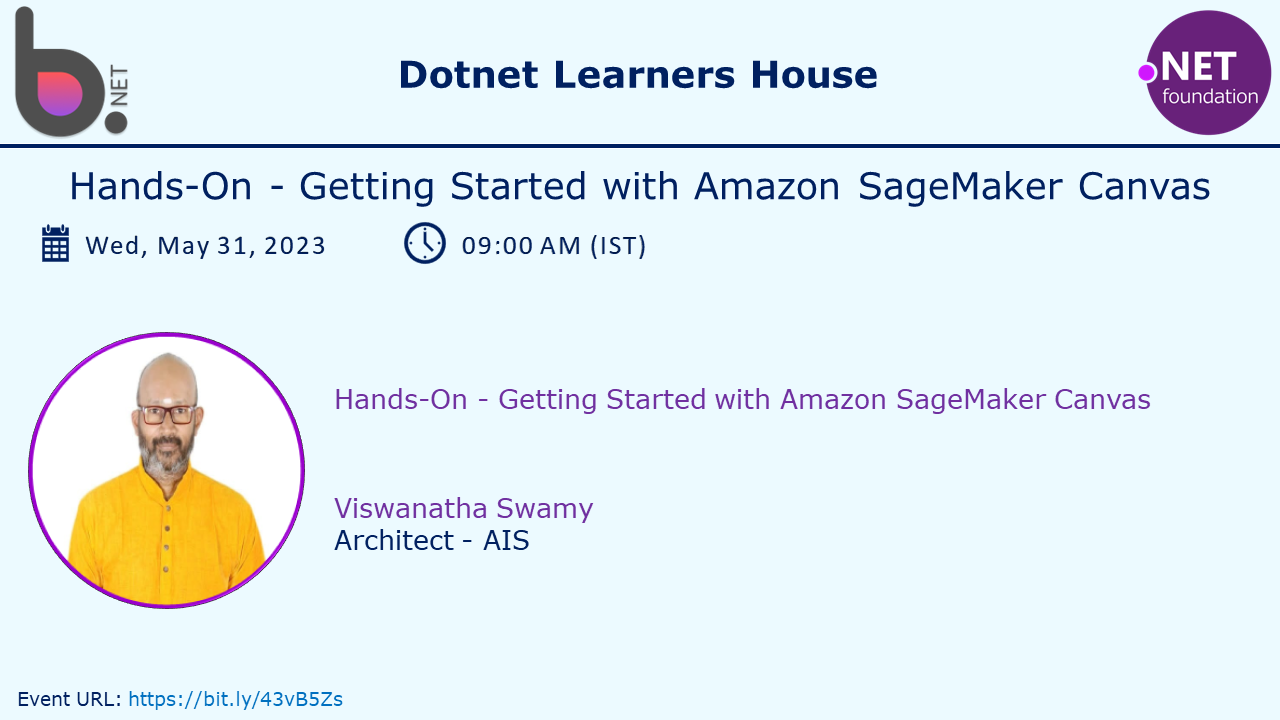 .NET
Dotnet Learners House
.NET
foundation
Hands-On - Getting Started with Amazon SageMaker Canvas
Wed, May 31, 2023
09:00 AM (IST)
Hands-On - Getting Started with Amazon SageMaker Canvas
Viswanatha Swamy
Architect - AIS
Event URL: https://bit.ly/43vB5Zs